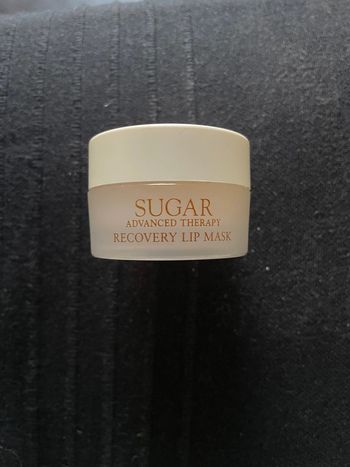 SUGAR
ADVANCED THERAPY
RECOVERY LIP MASK